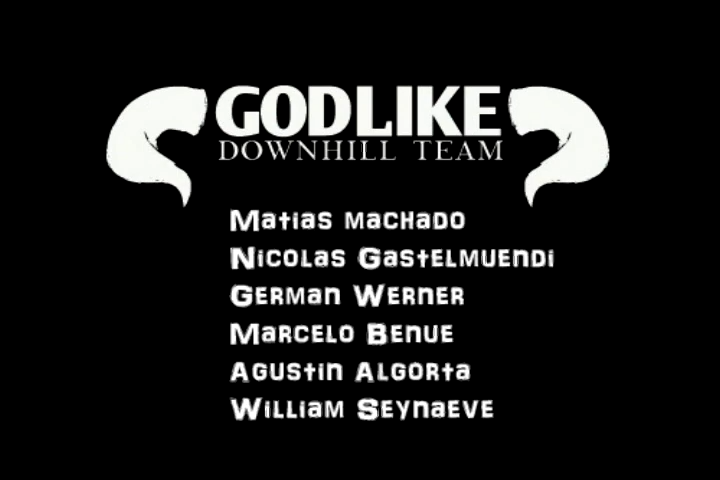 GODLIKE
DOWNHILL TEAM
Matias machado
Nicolas Gastelmuendi
German Werner
Marcelo Benue
Agustin Algorta
William Seynaeve